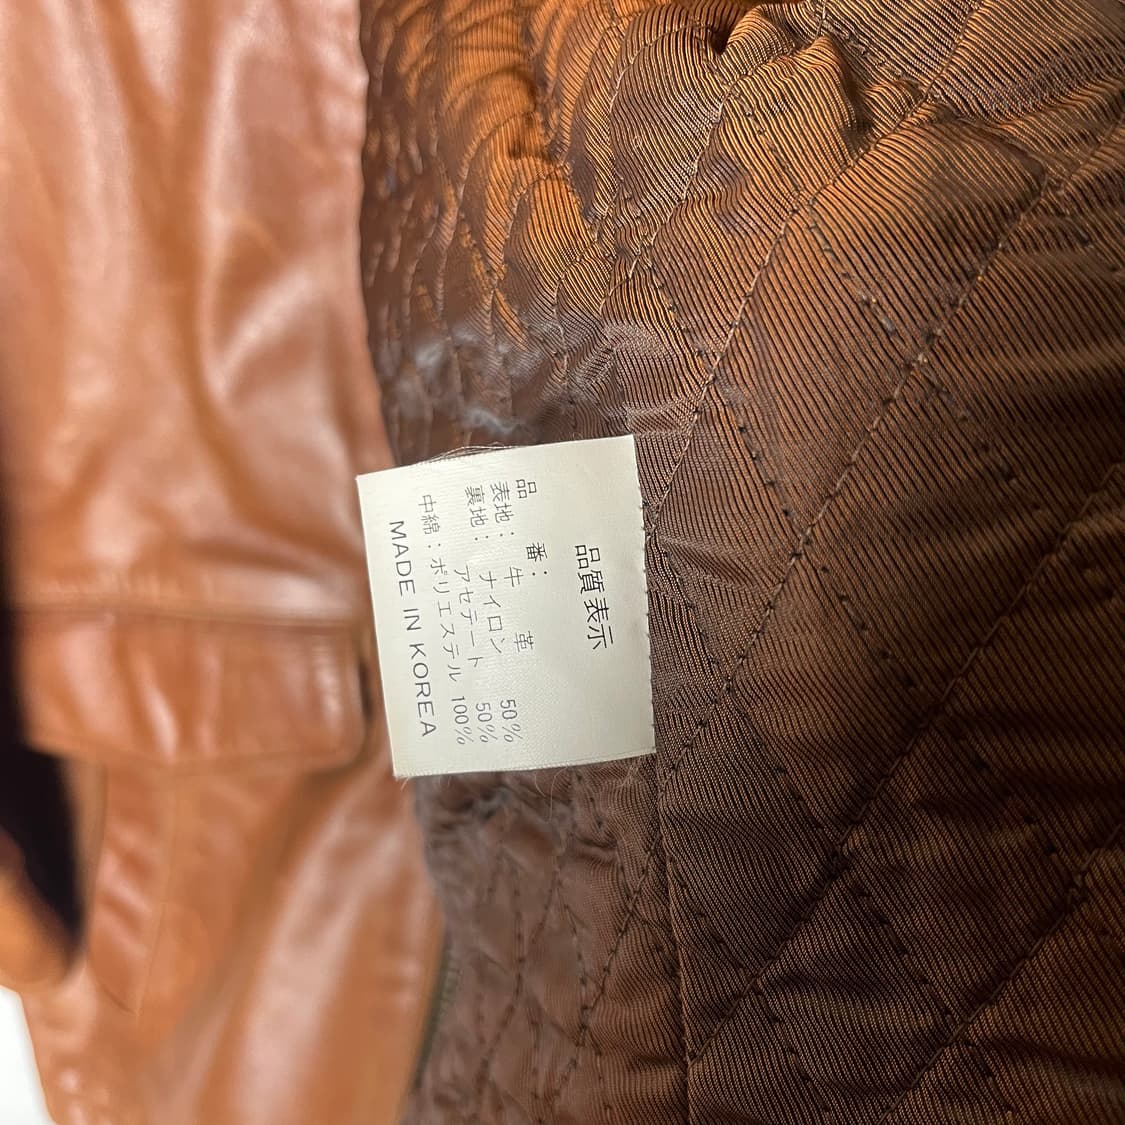 品質表示
品 番:
表地: 牛 革
裏地: ナイロン 50%
アセテート 50%
中綿: ポリエステル 100%
MADE IN KOREA